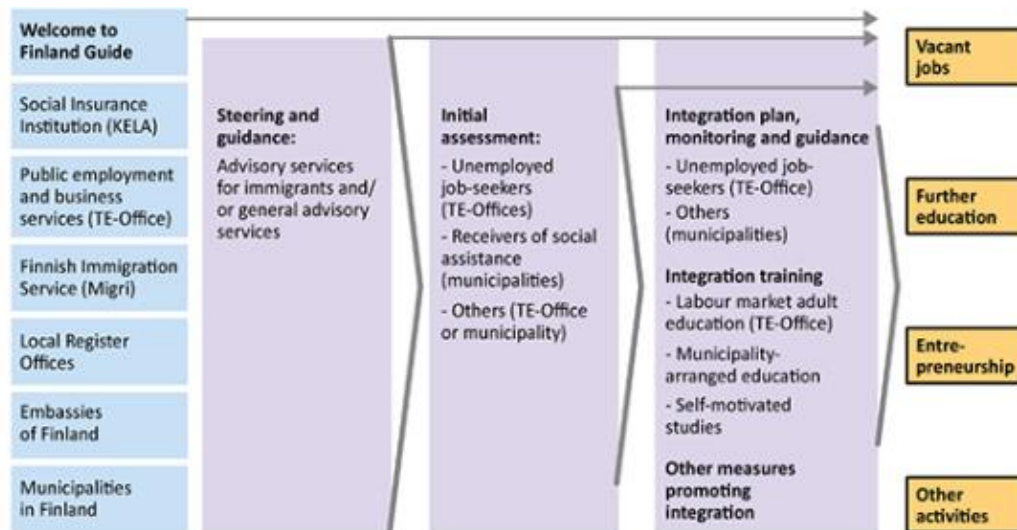 Welcome to
Finland Guide
Social Insurance
Institution (KELA)
Public employment
and business
services (TE-Office)
Finnish Immigration
Service (Migri)
Local Register
Offices
Embassies
of Finland
Municipalities
in Finland
Steering and
guidance:
Advisory services
for immigrants and/
or general advisory
services
Initial
assessment:
- Unemployed
job-seekers
(TE-Offices)
- Receivers of social
assistance
(municipalities)
- Others (TE-Office
or municipality)
Integration plan,
monitoring and guidance
- Unemployed job-
seekers (TE-Office)
- Others
(municipalities)
Integration training
- Labour market adult
education (TE-Office)
- Municipality-
arranged education
- Self-motivated
studies
Other measures
promoting
integration
Vacant
jobs
Further
education
Entre-
preneurship
Other
activities